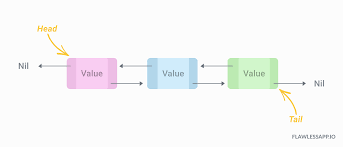 Head
Nil
Value
Value
Value
Nil
Tail
FLAWLESSAPP.IO